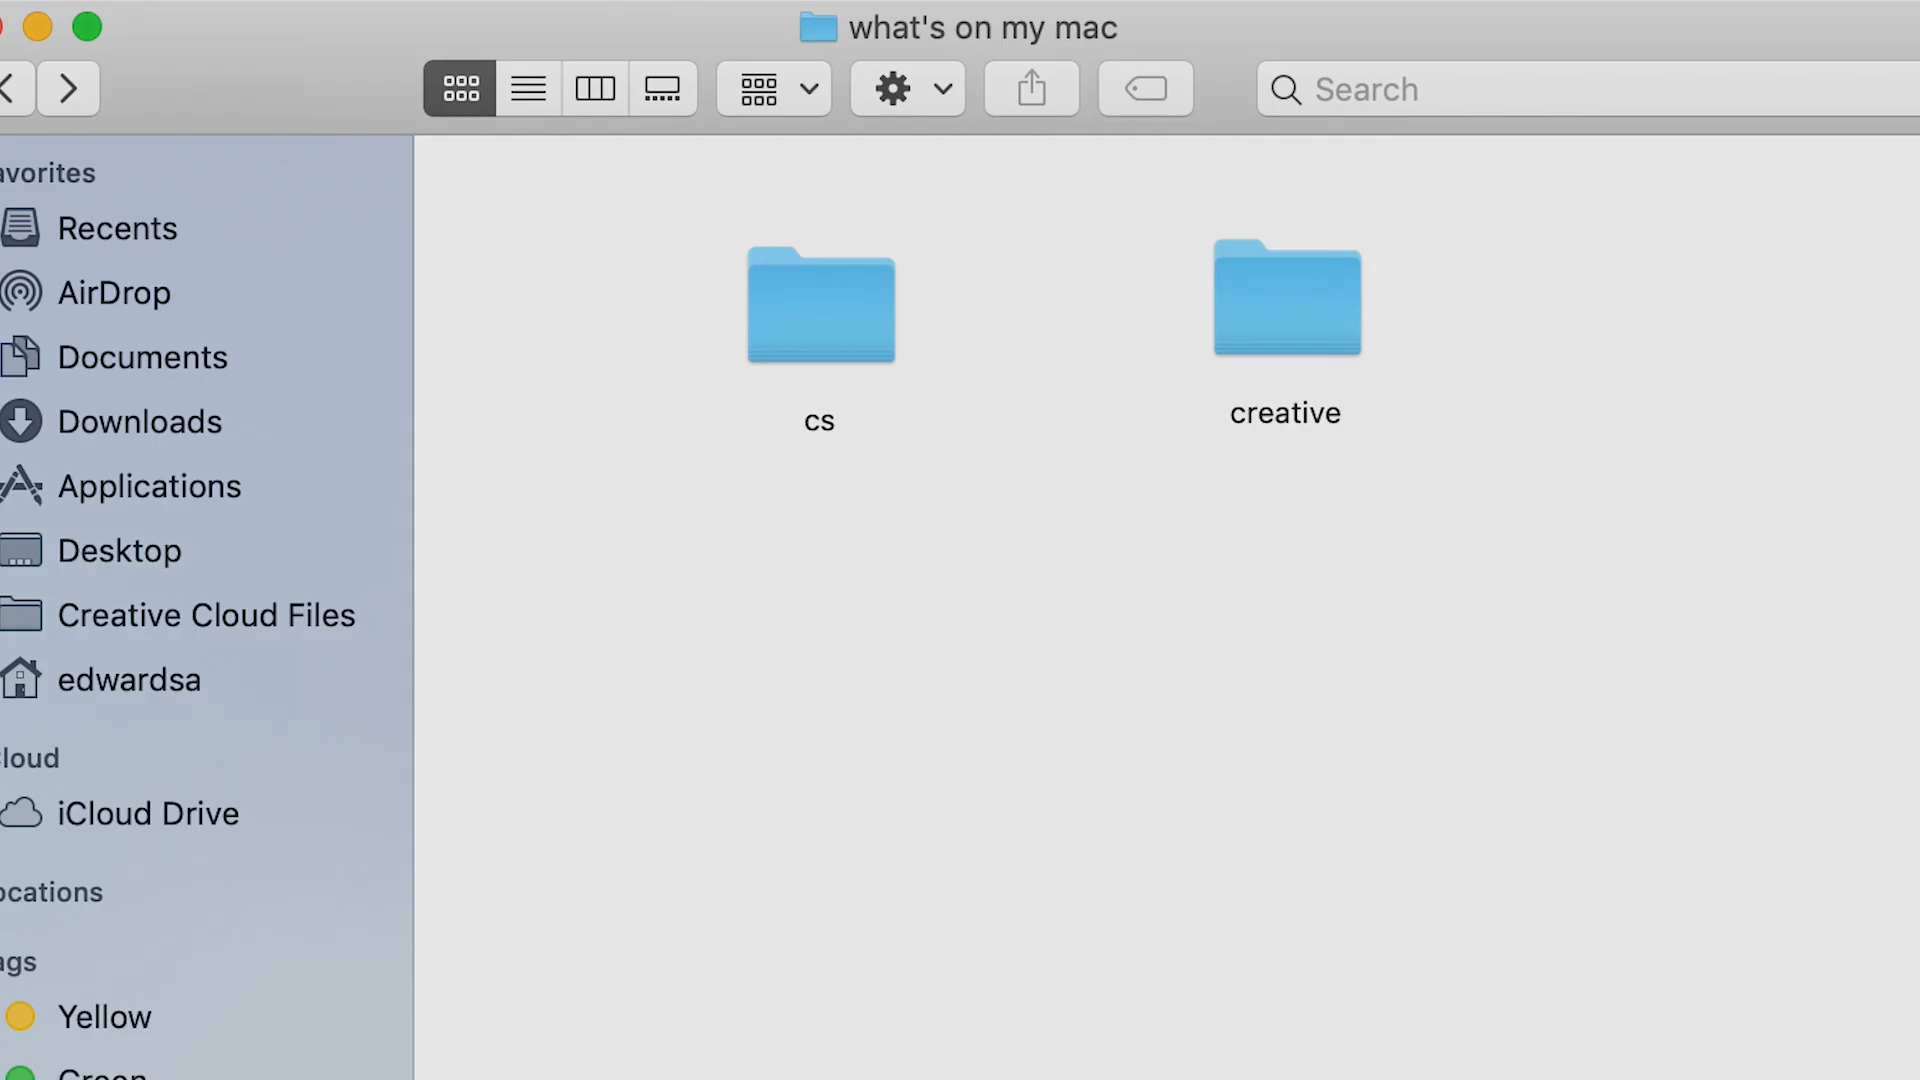 what's on my mac
Search
avorites
Recents
AirDrop
Documents
Downloads
Applications
Desktop
Creative Cloud Files
edwardsa
loud
iCloud Drive
ocations
ags
Yellow
Green
cs
creative